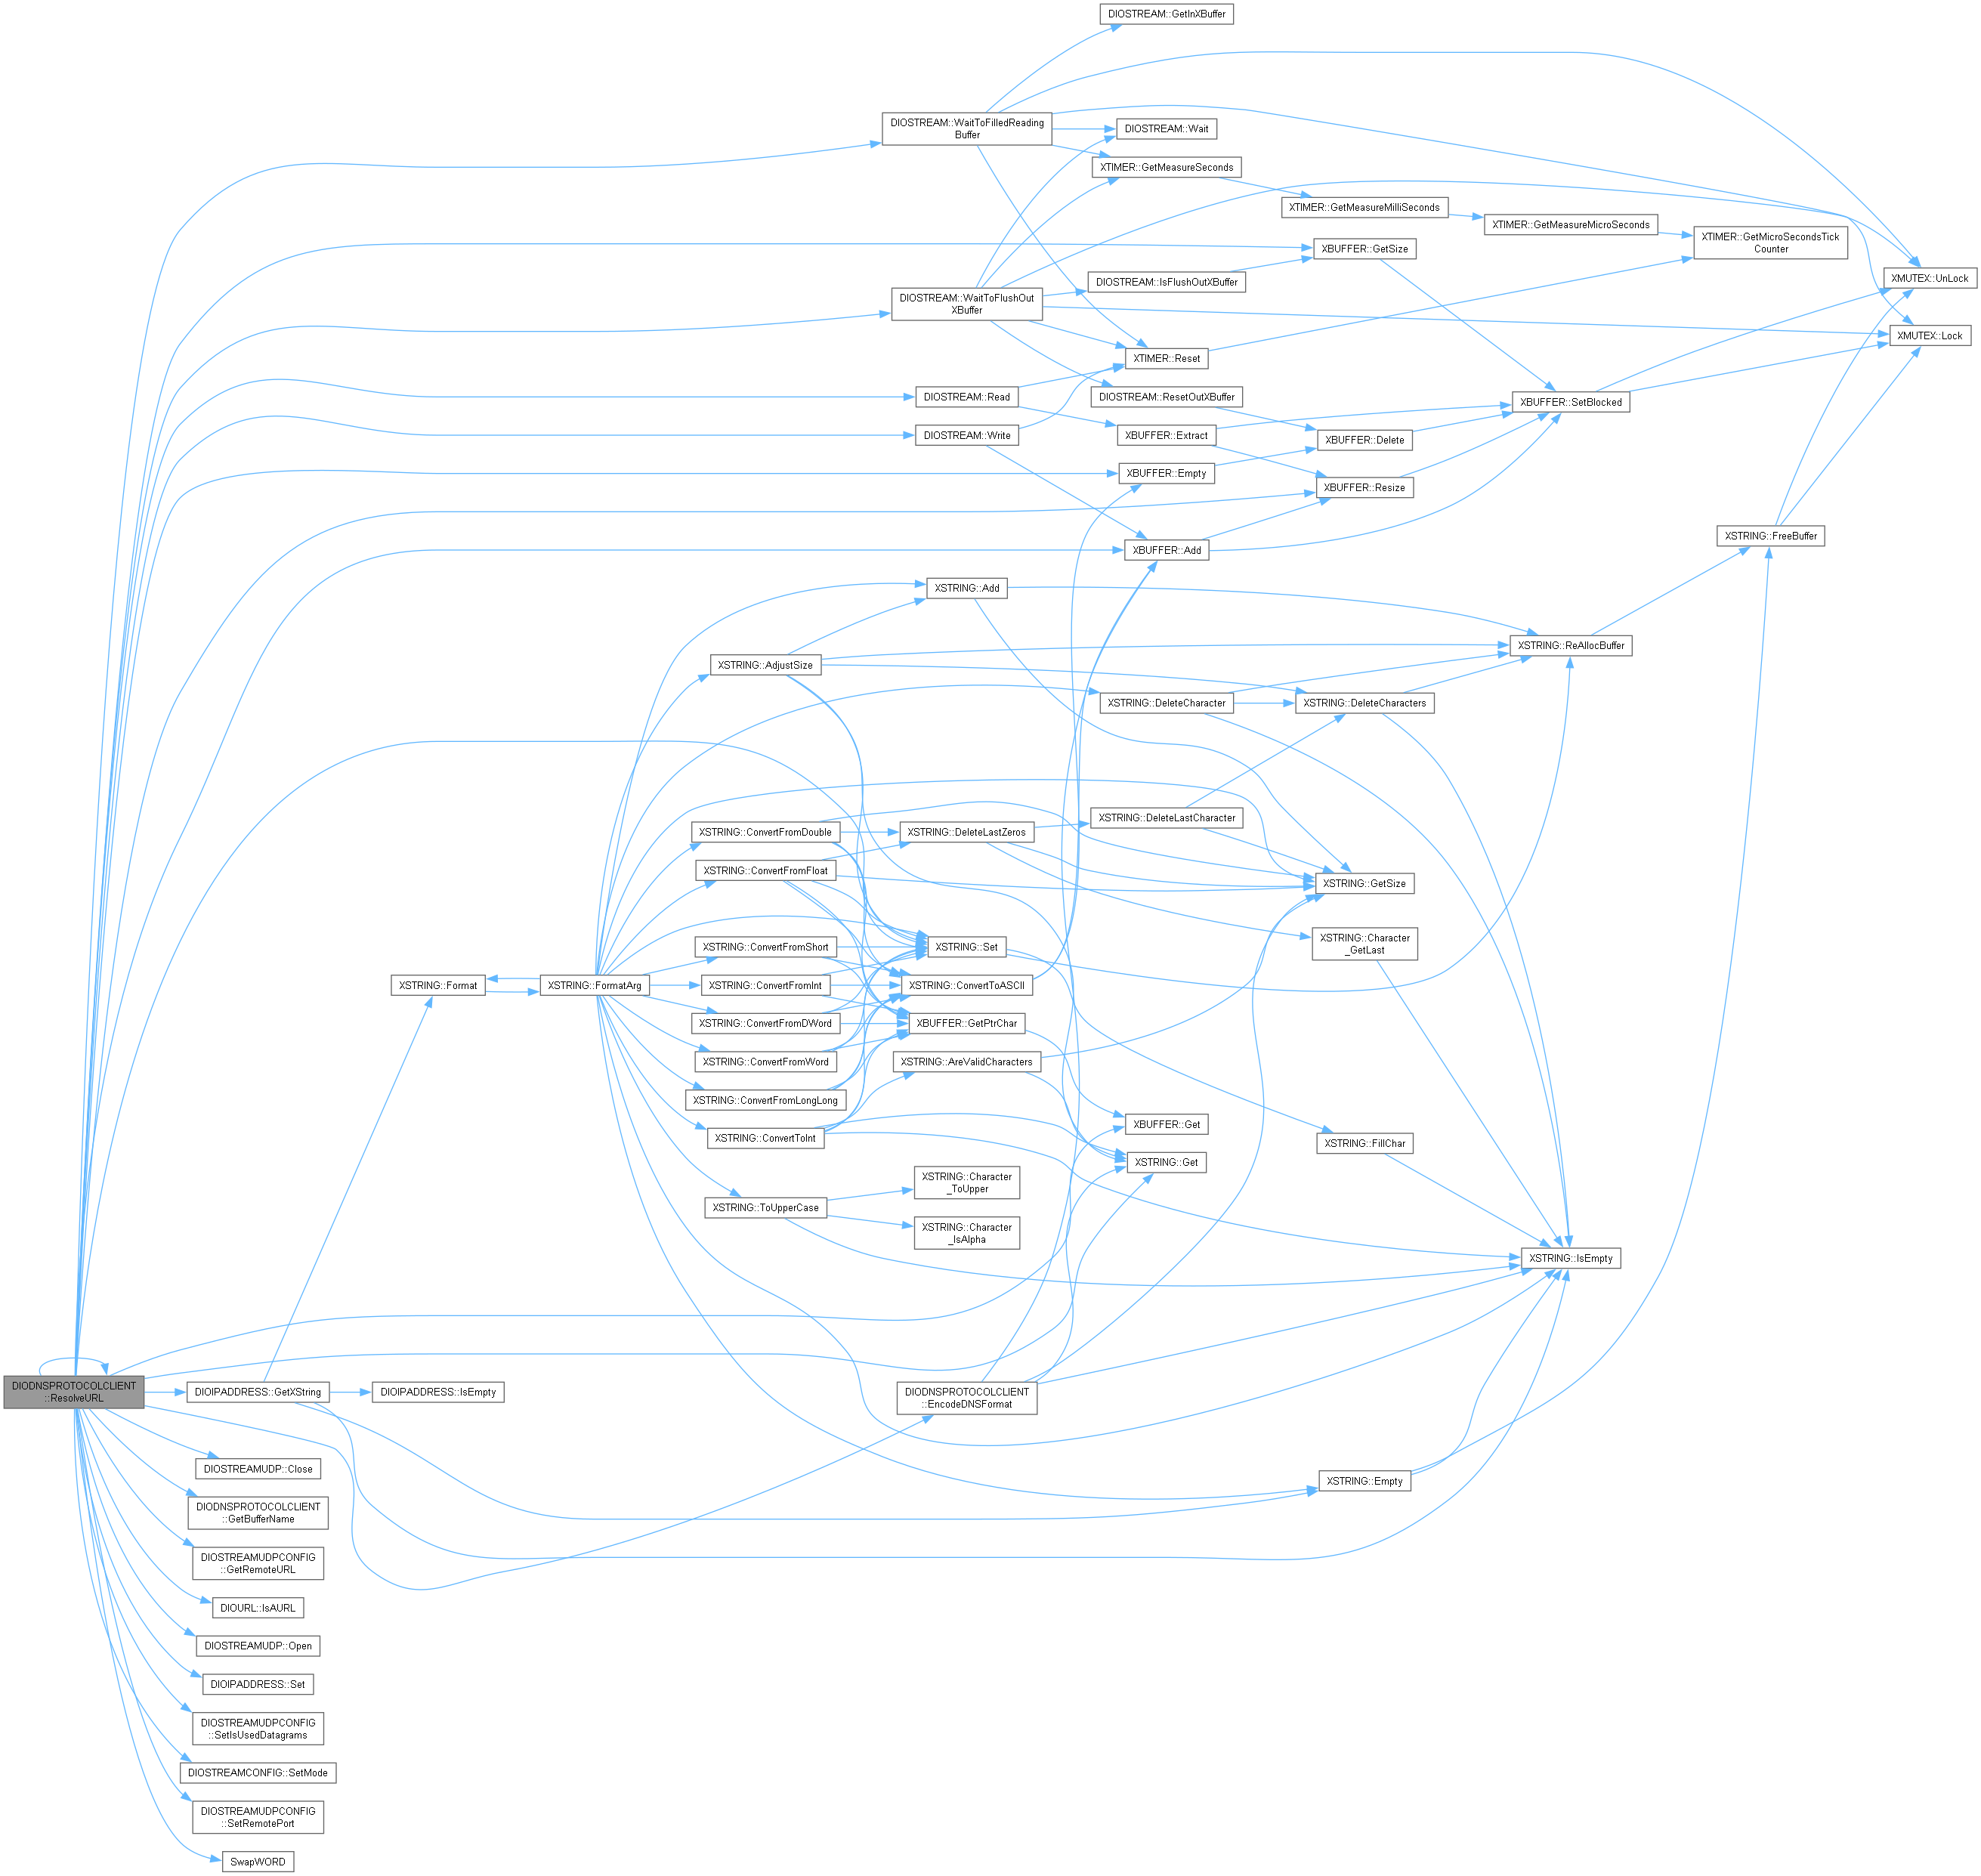 DIOSTREAM::GetInXBuffer
DIOSTREAM::WaitToFilledReading
Buffer
DIOSTREAM::Wait
XTIMER::GetMeasureSeconds
XTIMER::GetMeasureMilliSeconds
XTIMER::GetMeasureMicroSeconds
XTIMER::GetMicroSecondsTick
Counter
XBUFFER::GetSize
XMUTEX::UnLock
DIOSTREAM::IsFlushOutXBuffer
DIOSTREAM::WaitToFlushOut
XBuffer
XMUTEX::Lock
XTIMER::Reset
DIOSTREAM::Read
DIOSTREAM::ResetOutXBuffer
XBUFFER::SetBlocked
DIOSTREAM::Write
XBUFFER::Extract
XBUFFER::Delete
XBUFFER::Empty
XBUFFER::Resize
XSTRING::FreeBuffer
XBUFFER::Add
XSTRING::Add
XSTRING::ReAllocBuffer
XSTRING::AdjustSize
XSTRING::DeleteCharacter
XSTRING::DeleteCharacters
XSTRING::DeleteLastCharacter
XSTRING::ConvertFromDouble
XSTRING::DeleteLastZeros
XSTRING::ConvertFromFloat
XSTRING::GetSize
XSTRING::Character
_GetLast
XSTRING::ConvertFromShort
XSTRING::Set
XSTRING::Format
XSTRING::FormatArg
XSTRING::ConvertFromInt
XSTRING::ConvertToASCII
XSTRING::ConvertFromDWord
XBUFFER::GetPtrChar
XSTRING::ConvertFromWord
XSTRING::AreValidCharacters
XSTRING::ConvertFromLongLong
XBUFFER::Get
XSTRING::ConvertToInt
XSTRING::FillChar
XSTRING::Get
XSTRING::Character
_ToUpper
XSTRING::ToUpperCase
XSTRING::Character
_IsAlpha
XSTRING::IsEmpty
DIODNSPROTOCOLCLIENT
::ResolveURL
DIOIPADDRESS::GetXString
DIOIPADDRESS::IsEmpty
DIODNSPROTOCOLCLIENT
::EncodeDNSFormat
DIOSTREAMUDP::Close
XSTRING::Empty
DIODNSPROTOCOLCLIENT
::GetBufferName
DIOSTREAMUDPCONFIG
::GetRemoteURL
DIOURL::IsAURL
DIOSTREAMUDP::Open
DIOIPADDRESS::Set
DIOSTREAMUDPCONFIG
::SetIsUsedDatagrams
DIOSTREAMCONFIG::SetMode
DIOSTREAMUDPCONFIG
::SetRemotePort
SwapWORD